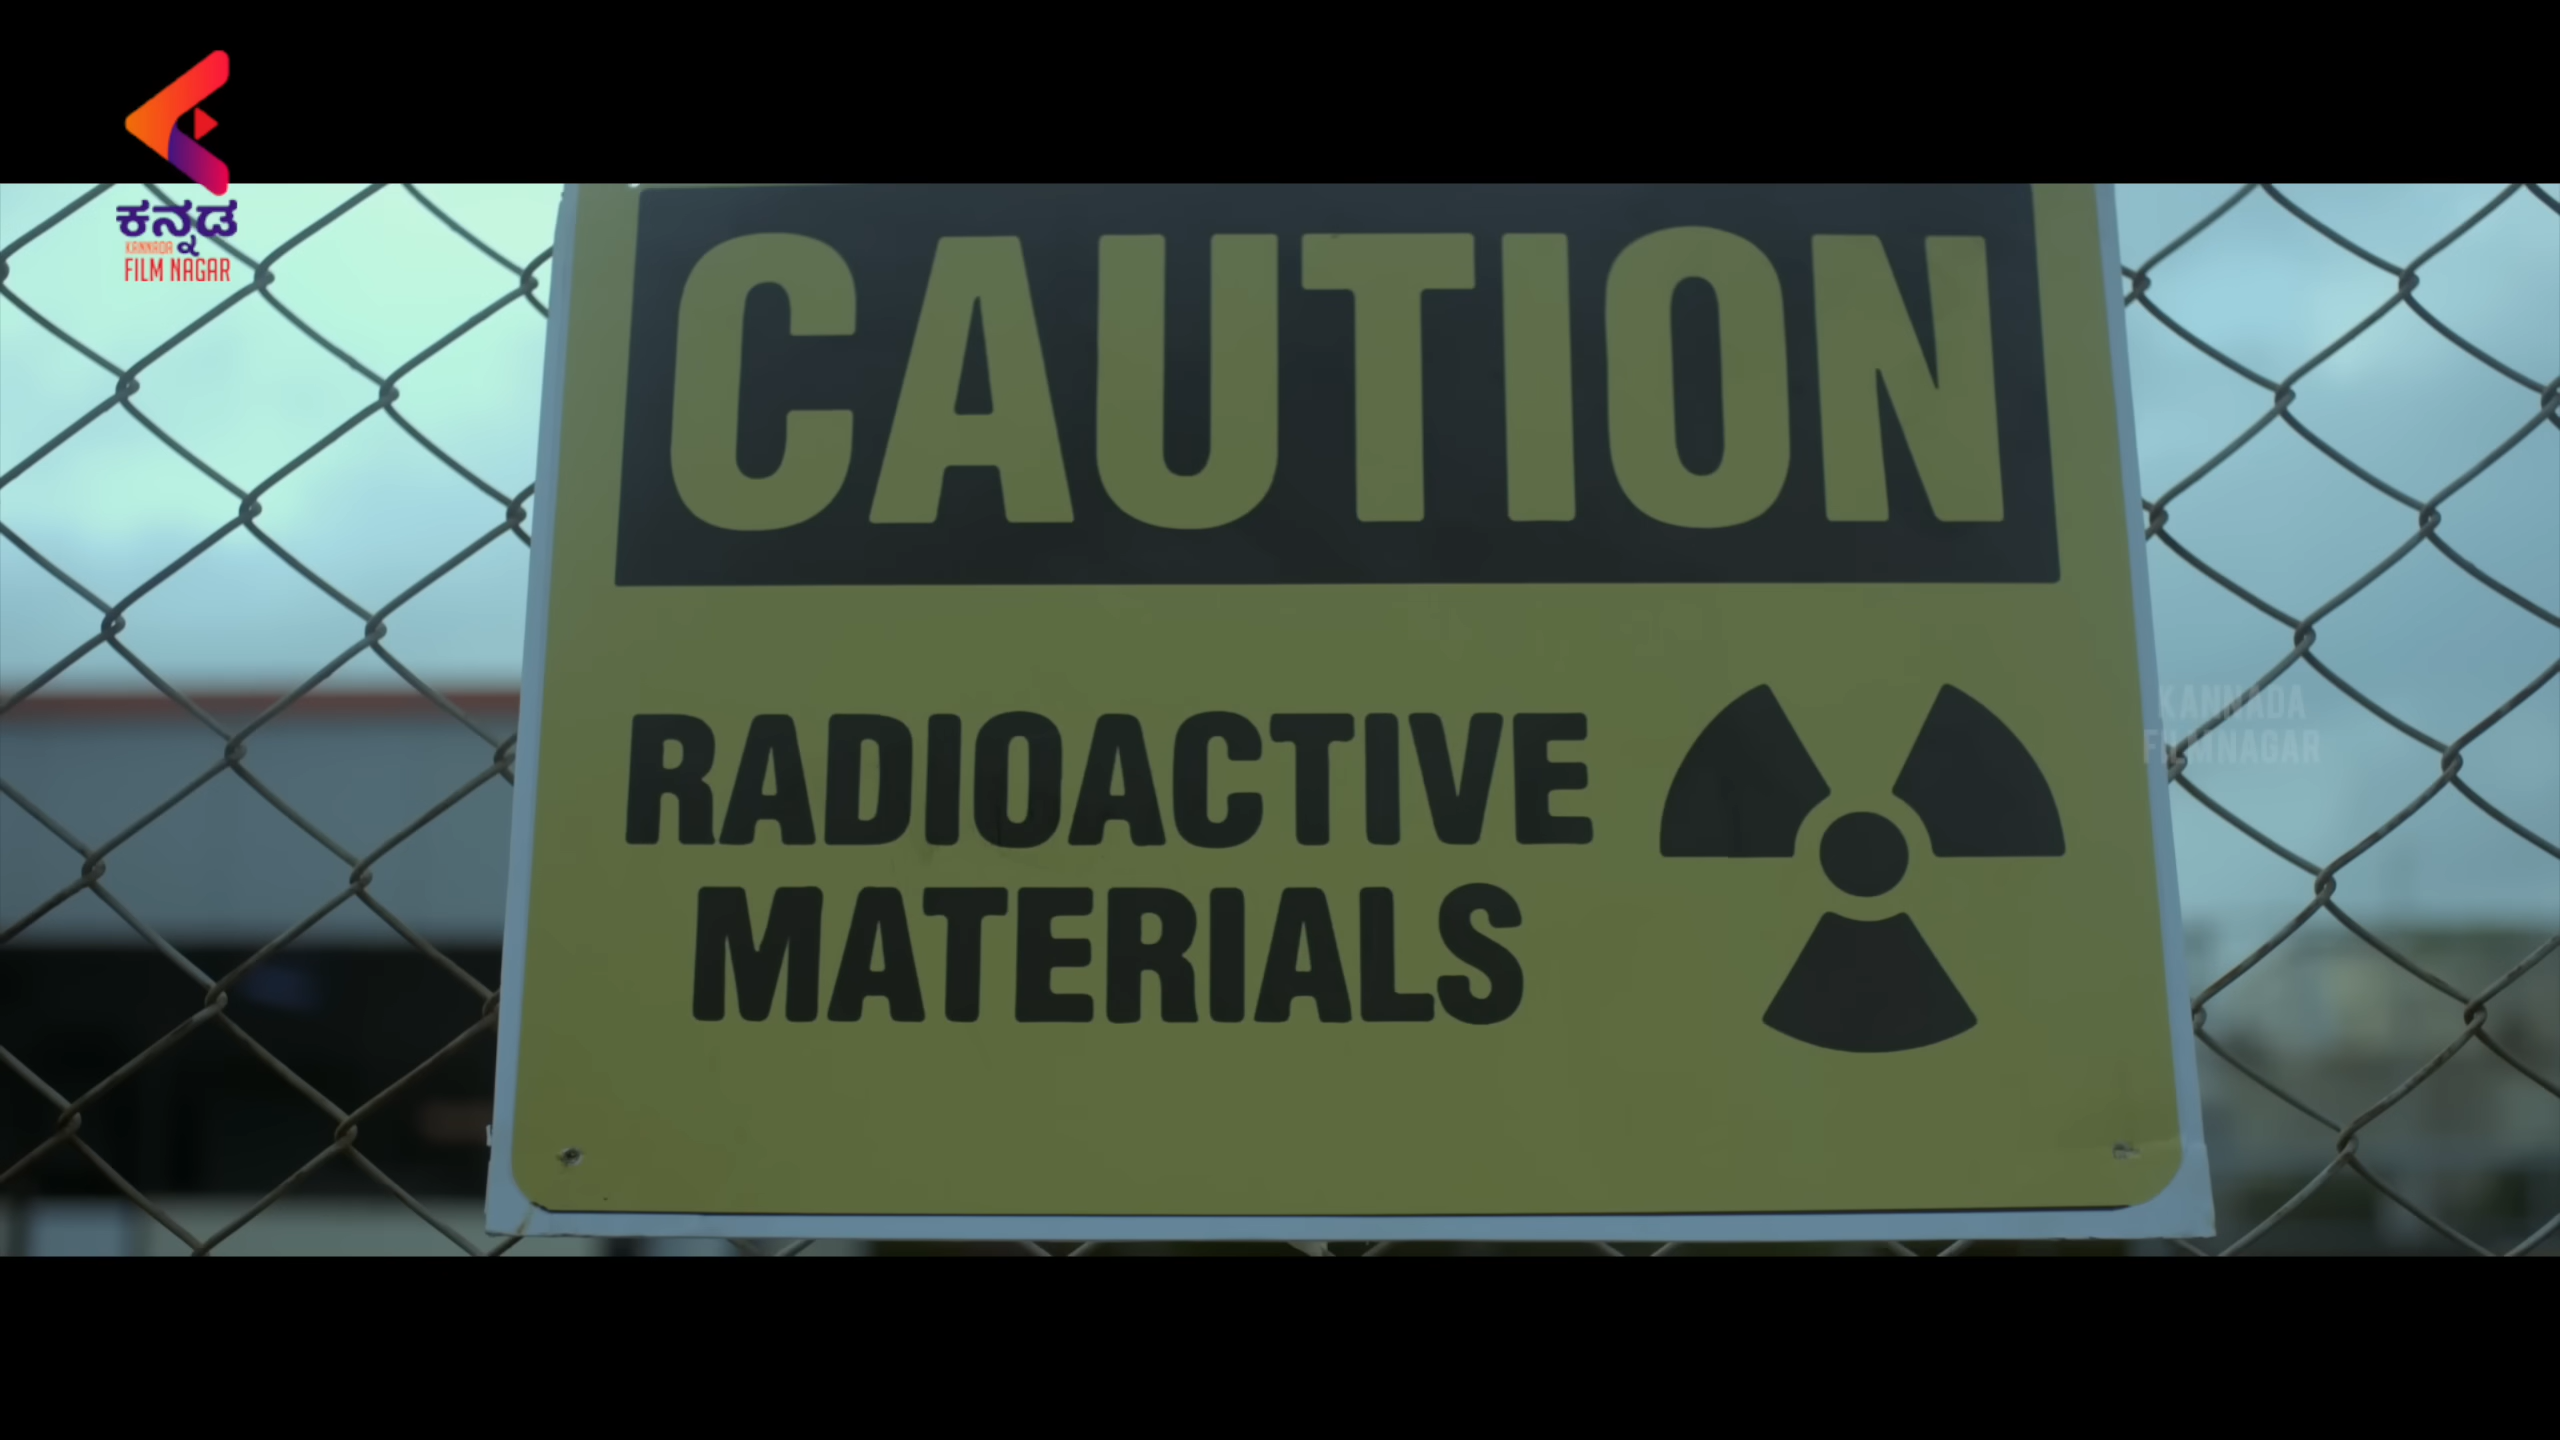 ಕನ್ನಡ
KANNADA
FILM NAGAR
CAUTION
RADIOACTIVE
MATERIALS
KANNADA
FILMNAGAR